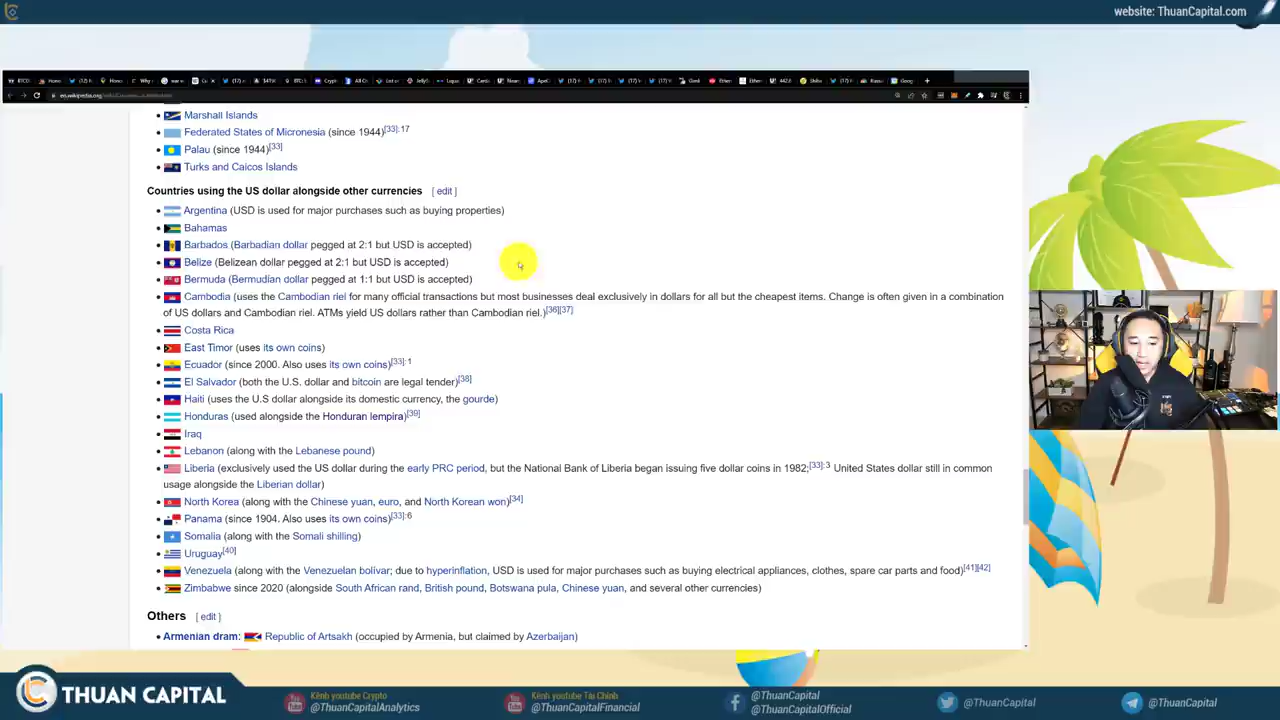 website: ThuanCapital.com
Marshall Islands
Federated States of Micronesia (since 1944)[33]:17
Palau (since 1944)[33]
Turks and Caicos Islands
Countries using the US dollar alongside other currencies [ edit ]
Argentina (USD is used for major purchases such as buying properties)
Bahamas
Barbados (Barbadian dollar pegged at 2:1 but USD is accepted)
Belize (Belizean dollar pegged at 2:1 but USD is accepted)
Bermuda (Bermudian dollar pegged at 1:1 but USD is accepted)
Cambodia (uses the Cambodian riel for many official transactions but most businesses deal exclusively in dollars for all but the cheapest items. Change is often given in a combination
of US dollars and Cambodian riel. ATMs yield US dollars rather than Cambodian riel.)[36][37]
Costa Rica
East Timor (uses its own coins)
Ecuador (since 2000. Also uses its own coins)[33]:1
El Salvador (both the U.S. dollar and bitcoin are legal tender)[38]
Haiti (uses the U.S dollar alongside its domestic currency, the gourde)
Honduras (used alongside the Honduran lempira)[39]
Iraq
Lebanon (along with the Lebanese pound)
Liberia (exclusively used the US dollar during the early PRC period, but the National Bank of Liberia began issuing five dollar coins in 1982;[33]:3 United States dollar still in common
usage alongside the Liberian dollar)
North Korea (along with the Chinese yuan, euro, and North Korean won)[34]
Panama (since 1904. Also uses its own coins)[33]:6
Somalia (along with the Somali shilling)
Uruguay[40]
Venezuela (along with the Venezuelan bolívar; due to hyperinflation, USD is used for major purchases such as buying electrical appliances, clothes, spare car parts and food)[41][42]
Zimbabwe since 2020 (alongside South African rand, British pound, Botswana pula, Chinese yuan, and several other currencies)
Others [ edit ]
Armenian dram: Republic of Artsakh (occupied by Armenia, but claimed by Azerbaijan)
THUAN CAPITAL
Kênh youtube Crypto
@ThuanCapitalAnalytics
Kênh youtube Tài Chính
@ThuanCapitalFinancial
@ThuanCapital
@ThuanCapitalOfficial
@ThuanCapital
@ThuanCapital